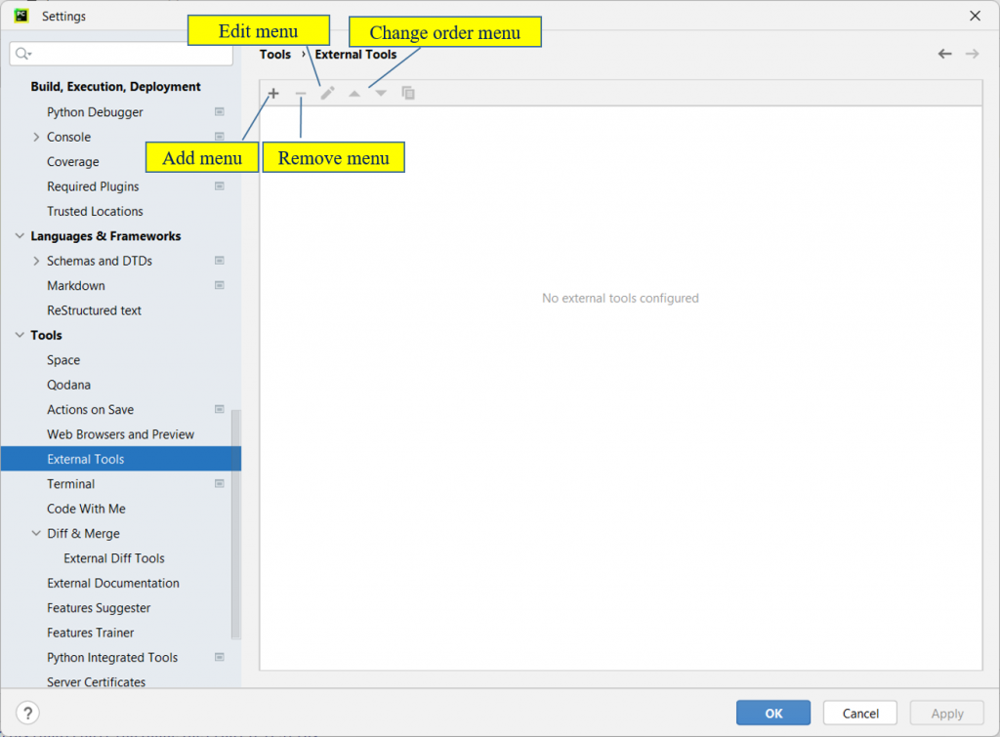 PC
Settings
Edit menu
Change order menu
Tools › External Tools
Add menu
Remove menu
Build, Execution, Deployment
Python Debugger
Console
Coverage
Required Plugins
Trusted Locations
Languages & Frameworks
Schemas and DTDs
Markdown
ReStructured text
Tools
Space
Qodana
Actions on Save
Web Browsers and Preview
External Tools
Terminal
Code With Me
Diff & Merge
External Diff Tools
External Documentation
Features Suggester
Features Trainer
Python Integrated Tools
Server Certificates
No external tools configured
?
OK
Cancel
Apply